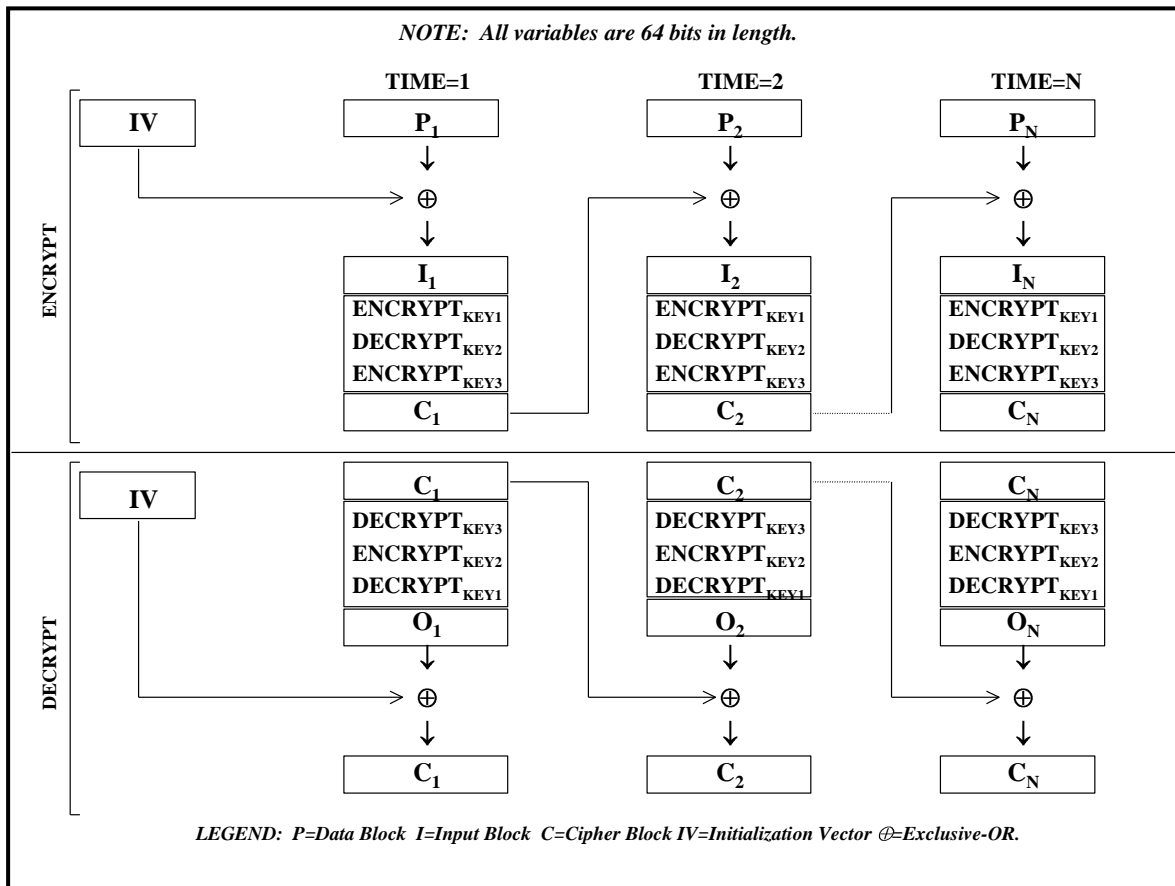 NOTE: All variables are 64 bits in length.
TIME=1 TIME=2 TIME=N
IV P1 P2 PN
⊕ ⊕ ⊕
ENCRYPT
I1 I2 IN
ENCRYPTKEY1 ENCRYPTKEY1 ENCRYPTKEY1
DECRYPTKEY2 DECRYPTKEY2 DECRYPTKEY2
ENCRYPTKEY3 ENCRYPTKEY3 ENCRYPTKEY3
C1 C2 CN
IV C1 C2 CN
DECRYPTKEY3 DECRYPTKEY3 DECRYPTKEY3
ENCRYPTKEY2 ENCRYPTKEY2 ENCRYPTKEY2
DECRYPTKEY1 DECRYPTKEY1 DECRYPTKEY1
O1 O2 ON
DECRYPT
⊕ ⊕ ⊕
C1 C2 CN
LEGEND: P=Data Block I=Input Block C=Cipher Block IV=Initialization Vector ⊕=Exclusive-OR.